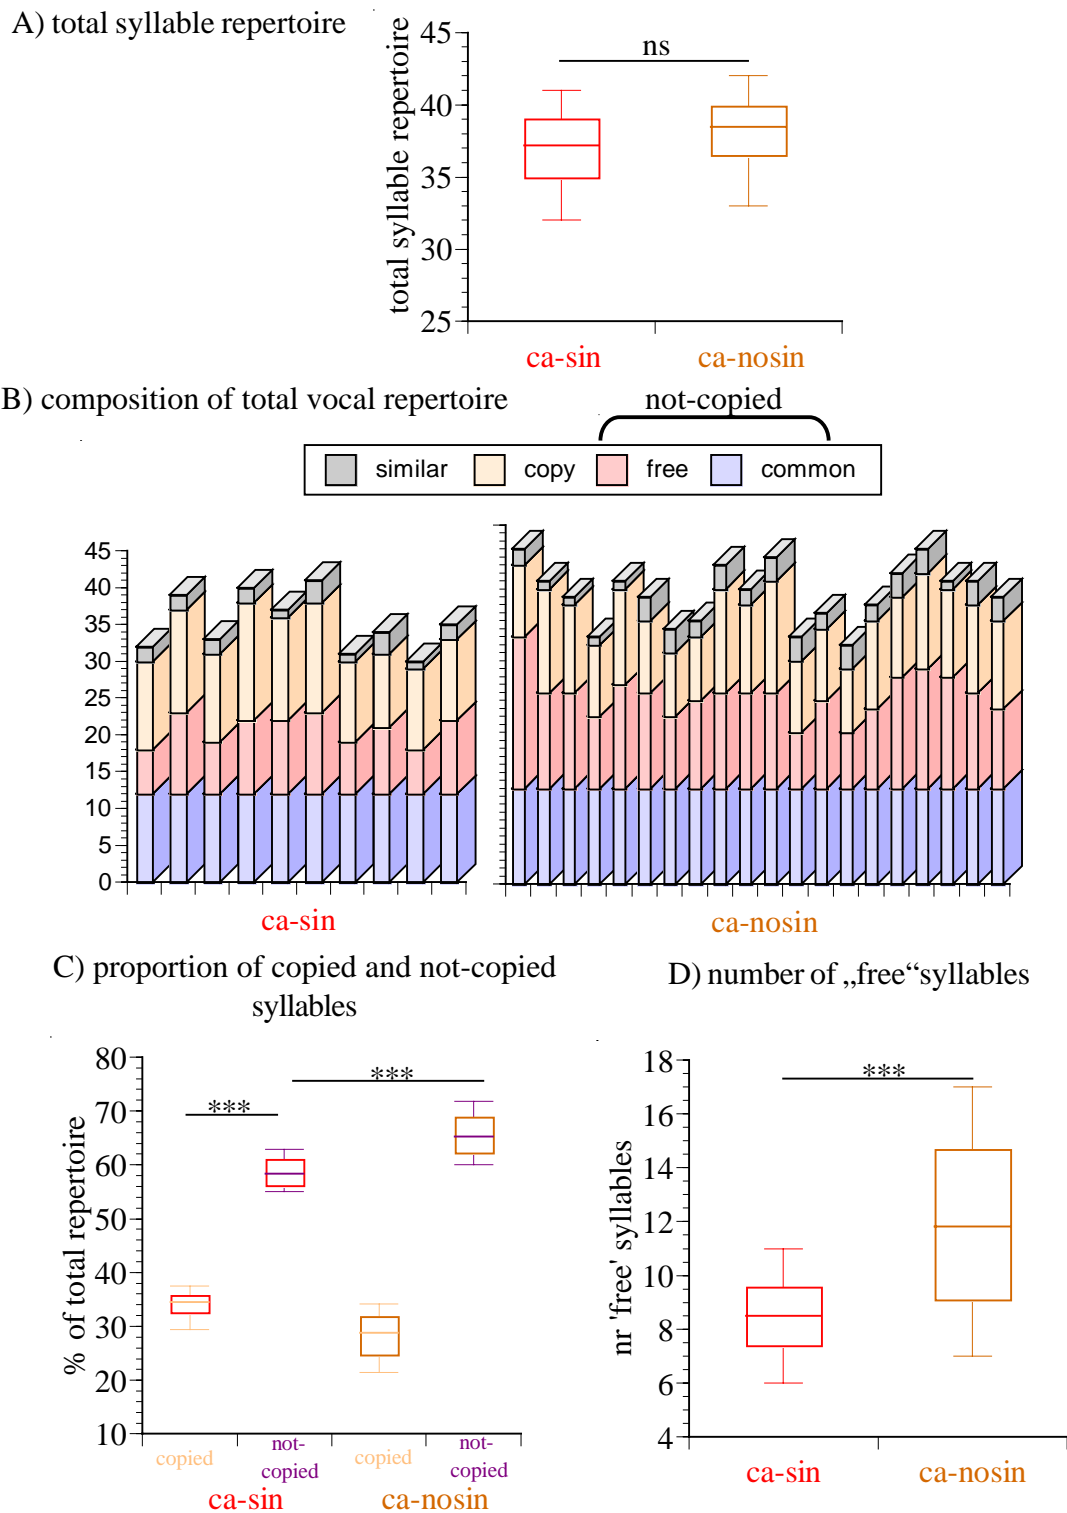 A) total syllable repertoire
total syllable repertoire
45
40
35
30
25
ns
ca-sin
ca-nosin
B) composition of total vocal repertoire
not-copied
similar copy free common
45
40
35
30
25
20
15
10
5
0
ca-sin
ca-nosin
C) proportion of copied and not-copied
syllables
% of total repertoire
80
70
60
50
40
30
20
10
***
***
copied
not-
copied
copied
not-
copied
ca-sin
ca-nosin
D) number of „free“syllables
nr 'free' syllables
18
16
14
12
10
8
6
4
***
ca-sin
ca-nosin